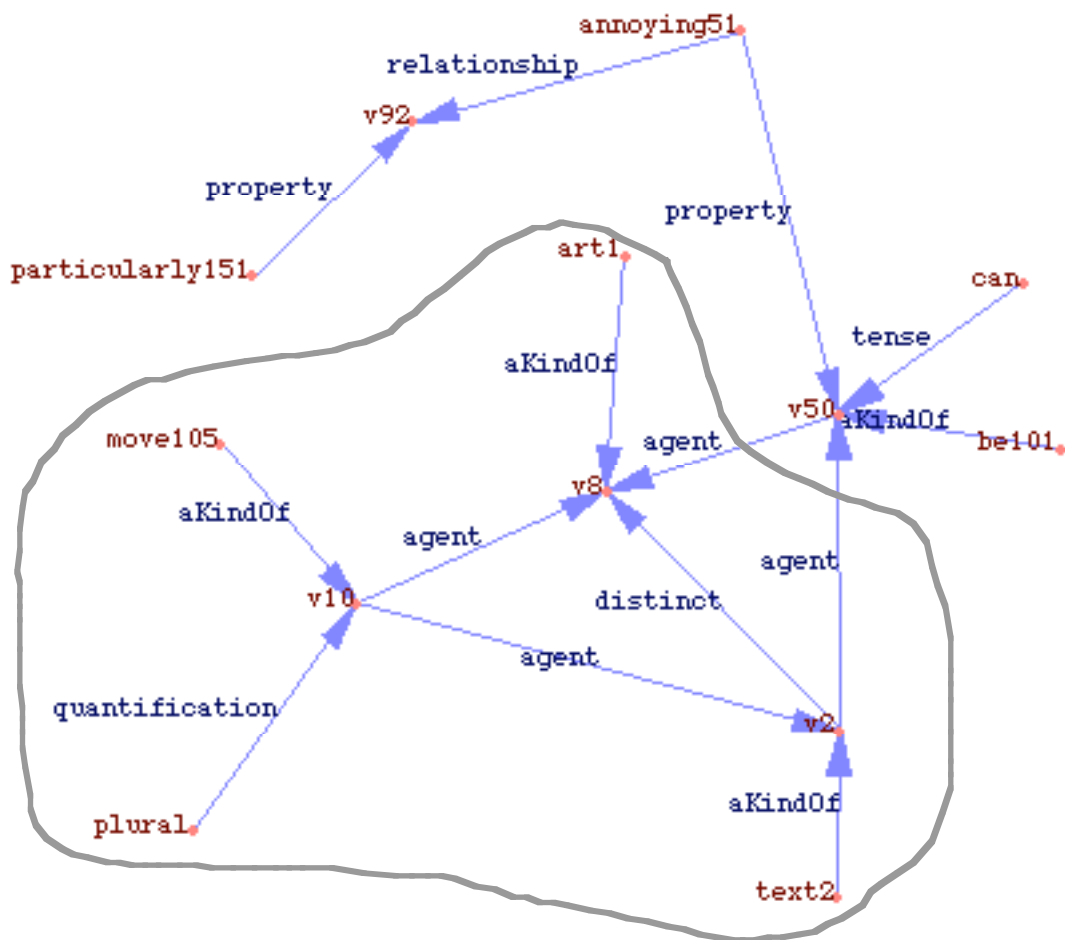 annoying51
relationship
v92
property
property
art1
particularly151
can
tense
aKindOf
v50
aKindOf
move105
agent
be101
v8
aKindOf
agent
agent
v10
distinct
agent
quantification
v2
aKindOf
plural
text2